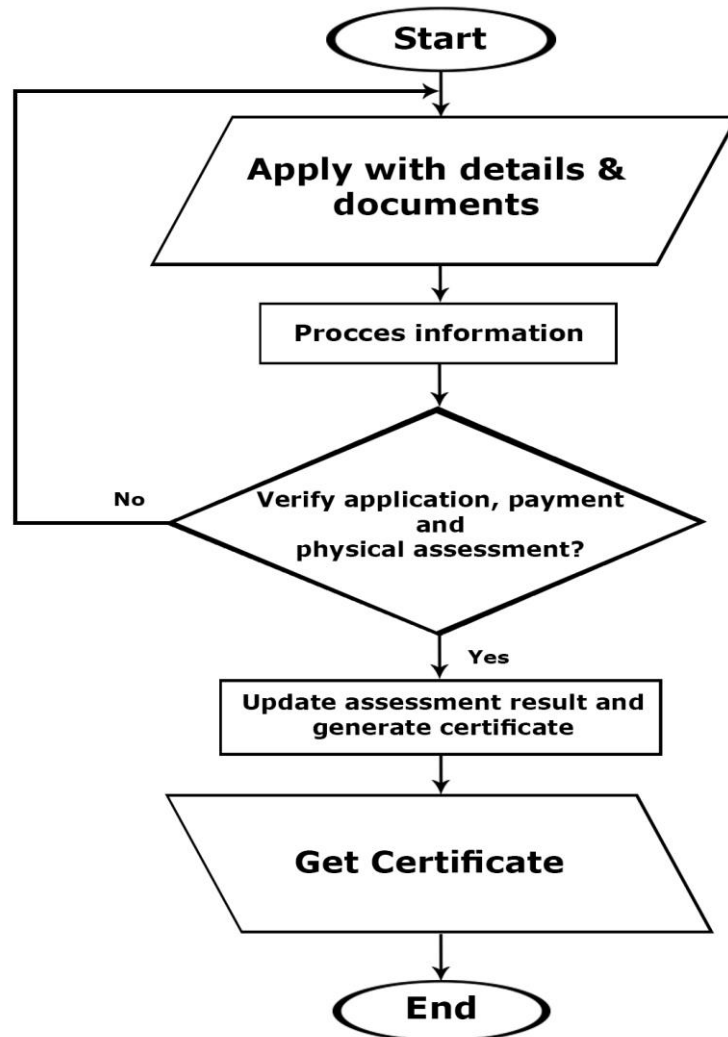 Start
Apply with details &
documents
Procces information
No
Verify application, payment
and
physical assessment?
Yes
Update assessment result and
generate certificate
Get Certificate
End